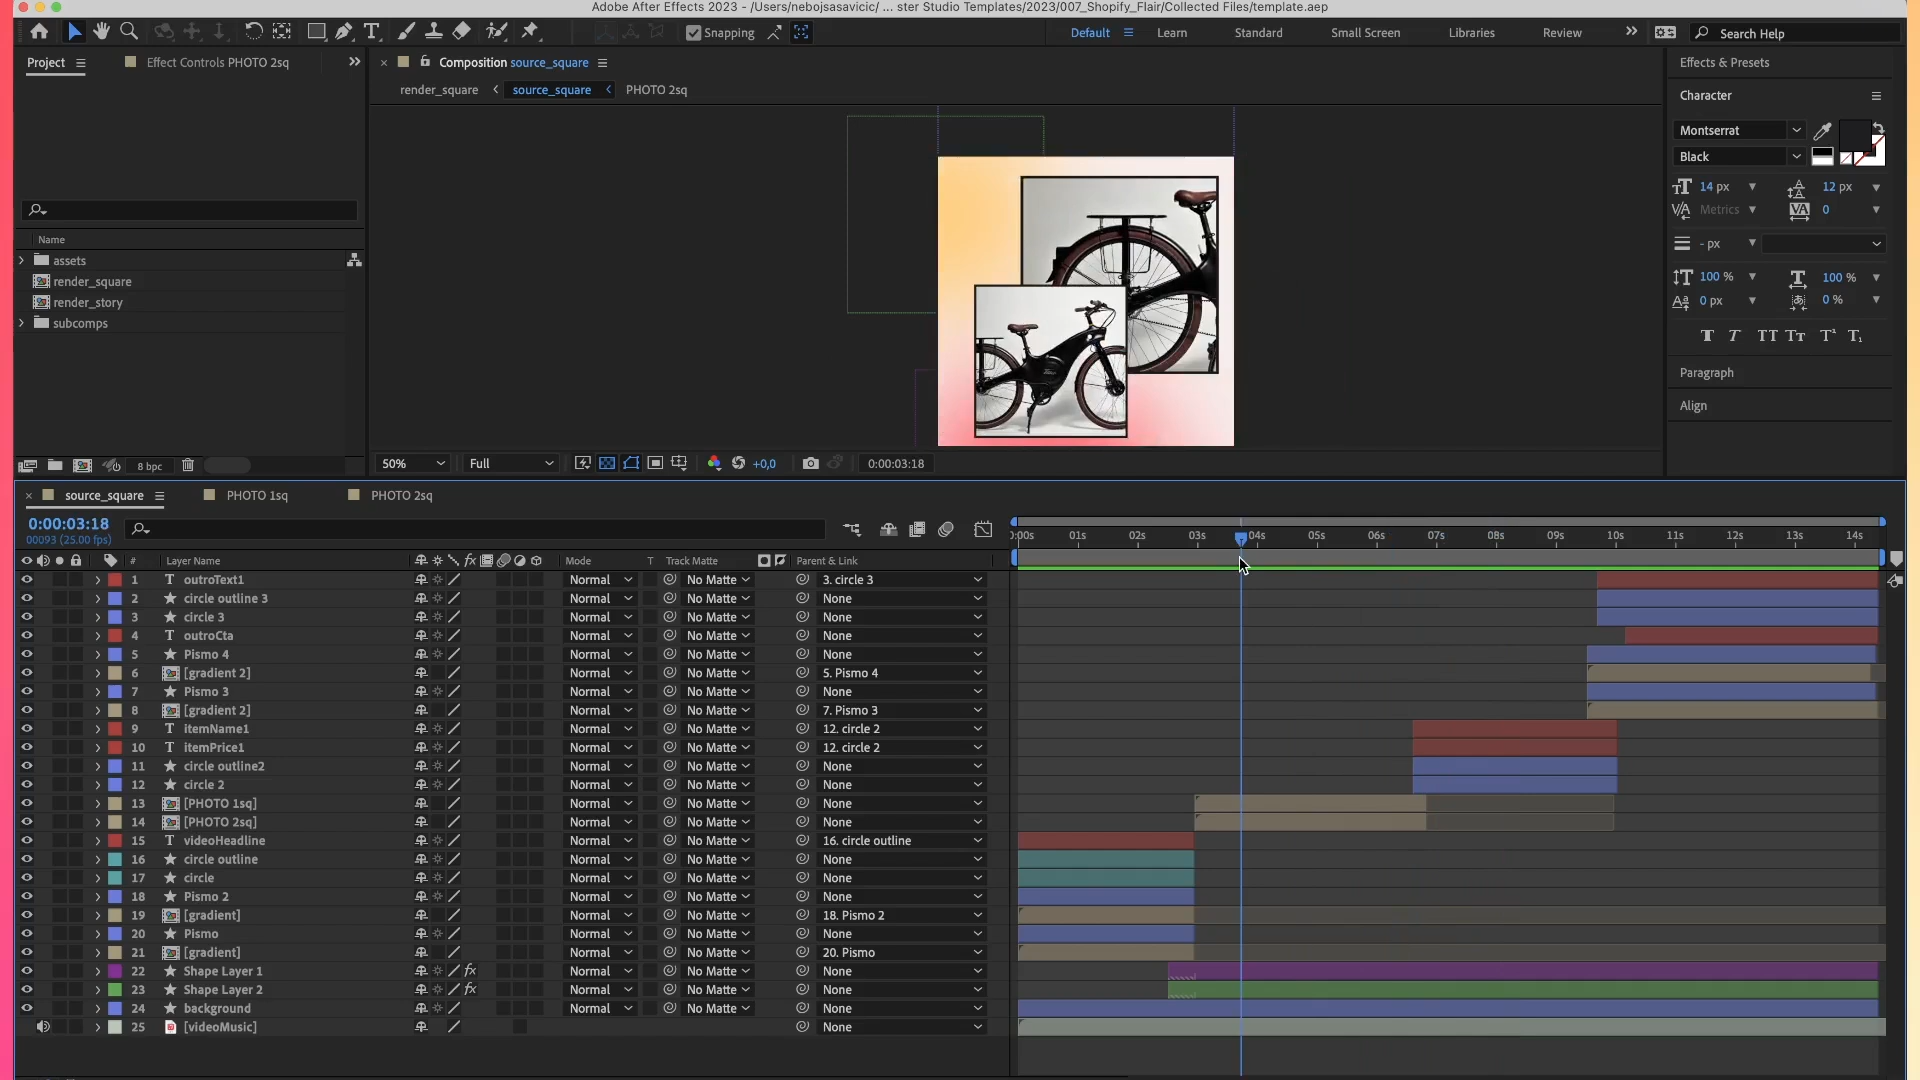 Adobe After Effects 2023 - /Users/nebojsasavicic/ ... ster Studio Templates/2023/007_Shopify_Flair/Collected Files/template.aep
Snapping
Default
Learn
Standard
Small Screen
Libraries
Review
Search Help
Project
Effect Controls PHOTO 2sq
Composition source_square
render_square
source_square
PHOTO 2sq
Name
assets
render_square
render_story
subcomps
8 bpc
50%
Full
+0,0
0:00:03:18
Effects & Presets
Character
Montserrat
Black
14 px
12 px
Metrics
0
- px
100 %
100 %
0 px
0 %
Paragraph
Align
source_square
PHOTO 1sq
PHOTO 2sq
0:00:03:18
00093 (25.00 fps)
):00s 01s 02s 03s 04s 05s 06s 07s 08s 09s 10s 11s 12s 13s 14s
# Layer Name Mode T Track Matte Parent & Link
1 T outroText1 Normal No Matte 3. circle 3
2 circle outline 3 Normal No Matte None
3 circle 3 Normal No Matte None
4 T outroCta Normal No Matte None
5 Pismo 4 Normal No Matte None
6 [gradient 2] Normal No Matte 5. Pismo 4
7 Pismo 3 Normal No Matte None
8 [gradient 2] Normal No Matte 7. Pismo 3
9 T itemName1 Normal No Matte 12. circle 2
10 T itemPrice1 Normal No Matte 12. circle 2
11 circle outline2 Normal No Matte None
12 circle 2 Normal No Matte None
13 [PHOTO 1sq] Normal No Matte None
14 [PHOTO 2sq] Normal No Matte None
15 T videoHeadline Normal No Matte 16. circle outline
16 circle outline Normal No Matte None
17 circle Normal No Matte None
18 Pismo 2 Normal No Matte None
19 [gradient] Normal No Matte 18. Pismo 2
20 Pismo Normal No Matte None
21 [gradient] Normal No Matte 20. Pismo
22 Shape Layer 1 fx Normal No Matte None
23 Shape Layer 2 fx Normal No Matte None
24 background Normal No Matte None
25 [videoMusic] None